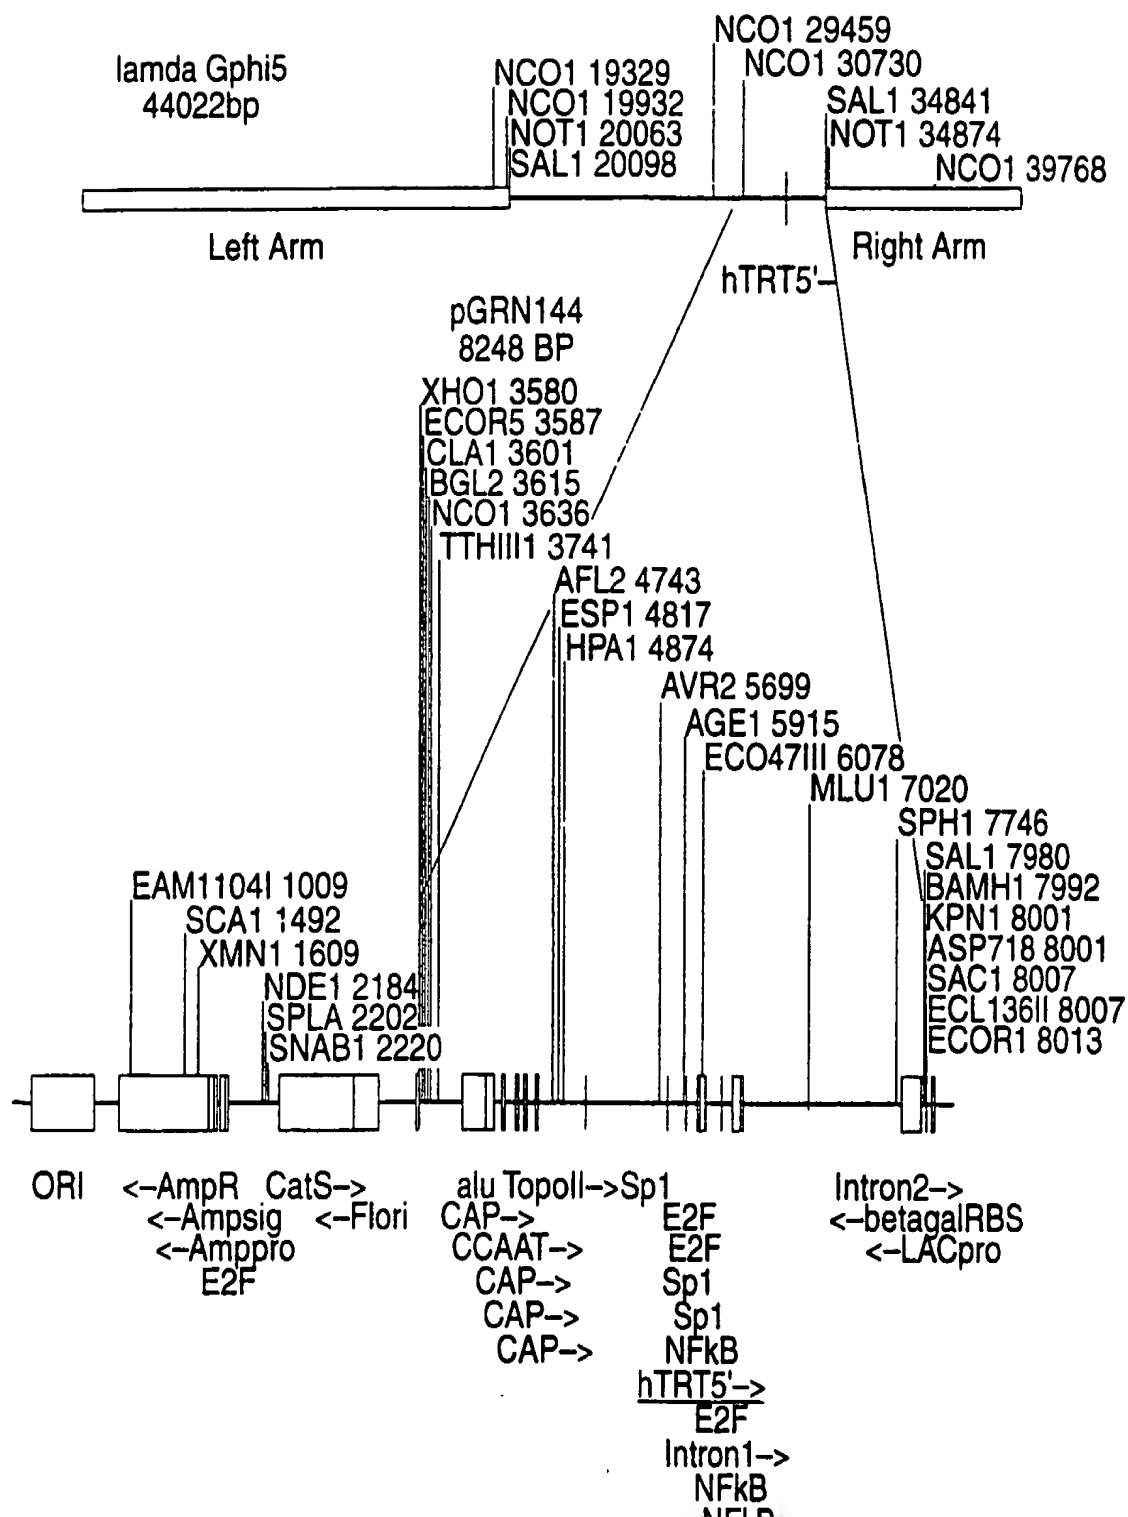 NCO1 29459
lamda Gphi5
44022bp
NCO1 30730
NCO1 19329
NCO1 19932
NOT1 20063
SAL1 20098
SAL1 34841
NOT1 34874
NCO1 39768
Left Arm
Right Arm
hTRT5'
pGRN144
8248 BP
XHO1 3580
ECOR5 3587
CLA1 3601
BGL2 3615
NCO1 3636
TTHIII1 3741
AFL2 4743
ESP1 4817
HPA1 4874
AVR2 5699
AGE1 5915
ECO47III 6078
MLU1 7020
SPH1 7746
SAL1 7980
BAMH1 7992
KPN1 8001
ASP718 8001
SAC1 8007
ECL136II 8007
ECOR1 8013
EAM1104I 1009
SCA1 1492
XMN1 1609
NDE1 2184
SPLA 2202
SNAB1 2220
ORI
<–AmpR
<–Ampsig
<–Amppro
E2F
CatS–>
<–Flori
alu TopoII–>Sp1
CAP–>
CCAAT–>
CAP–>
CAP–>
CAP–>
E2F
E2F
Sp1
Sp1
NFkB
hTRT5'–>
E2F
Intron1–>
NFkB
Intron2–>
<–betagalRBS
<–LACpro